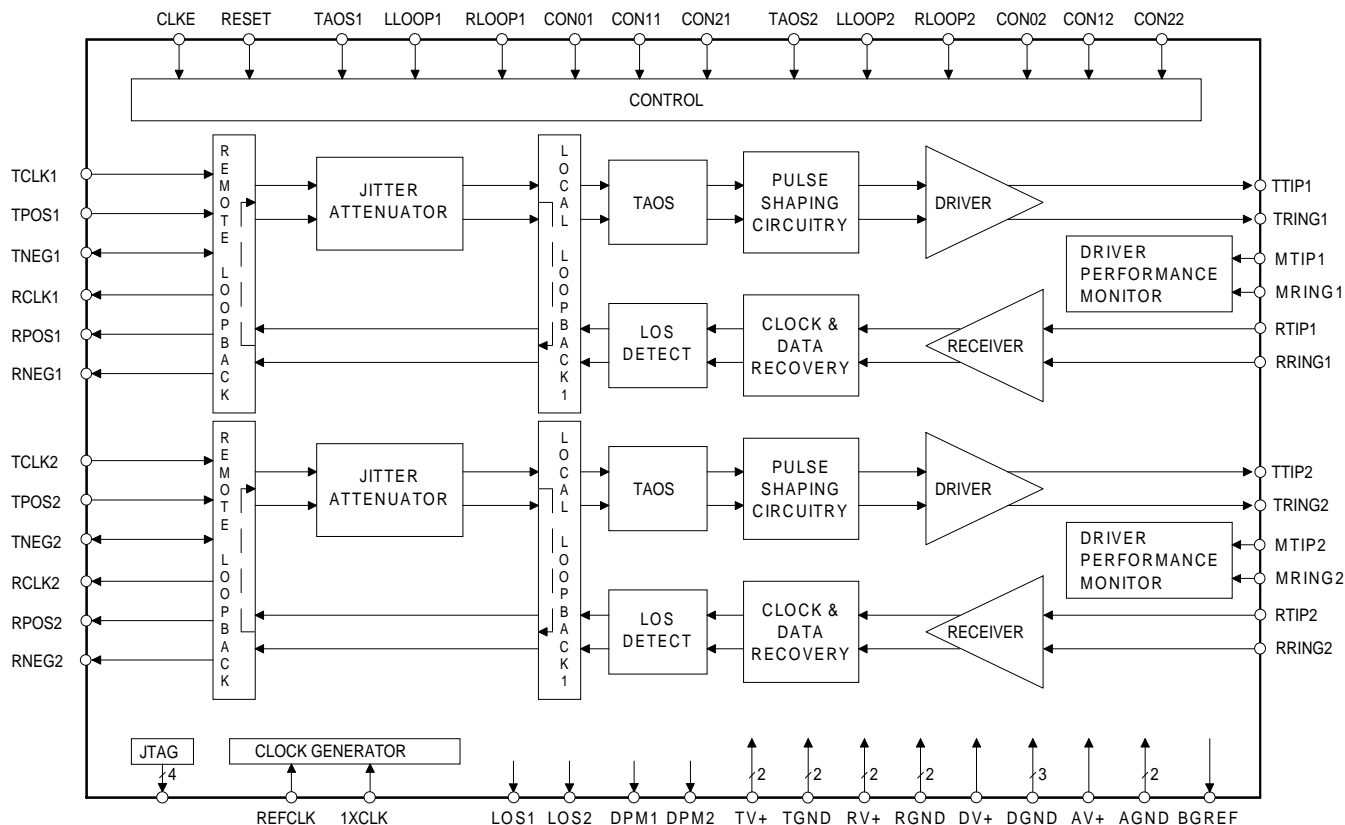 CLKE RESET TAOS1 LLOOP1 RLOOP1 CON01 CON11 CON21 TAOS2 LLOOP2 RLOOP2 CON02 CON12 CON22
CONTROL
TCLK1
TPOS1
TNEG1
RCLK1
RPOS1
RNEG1
REMOTE LOOPBACK
JITTER
ATTENUATOR
LOCAL LOOPBACK1
TAOS
PULSE
SHAPING
CIRCUITRY
DRIVER
TTIP1
TRING1
DRIVER
PERFORMANCE
MONITOR
MTIP1
MRING1
LOS
DETECT
CLOCK &
DATA
RECOVERY
RECEIVER
RTIP1
RRING1
TCLK2
TPOS2
TNEG2
RCLK2
RPOS2
RNEG2
REMOTE LOOPBACK
JITTER
ATTENUATOR
LOCAL LOOPBACK1
TAOS
PULSE
SHAPING
CIRCUITRY
DRIVER
TTIP2
TRING2
DRIVER
PERFORMANCE
MONITOR
MTIP2
MRING2
LOS
DETECT
CLOCK &
DATA
RECOVERY
RECEIVER
RTIP2
RRING2
JTAG
CLOCK GENERATOR
4 2 2 2 2 3 2
REFCLK 1XCLK LOS1 LOS2 DPM1 DPM2 TV+ TGND RV+ RGND DV+ DGND AV+ AGND BGREF